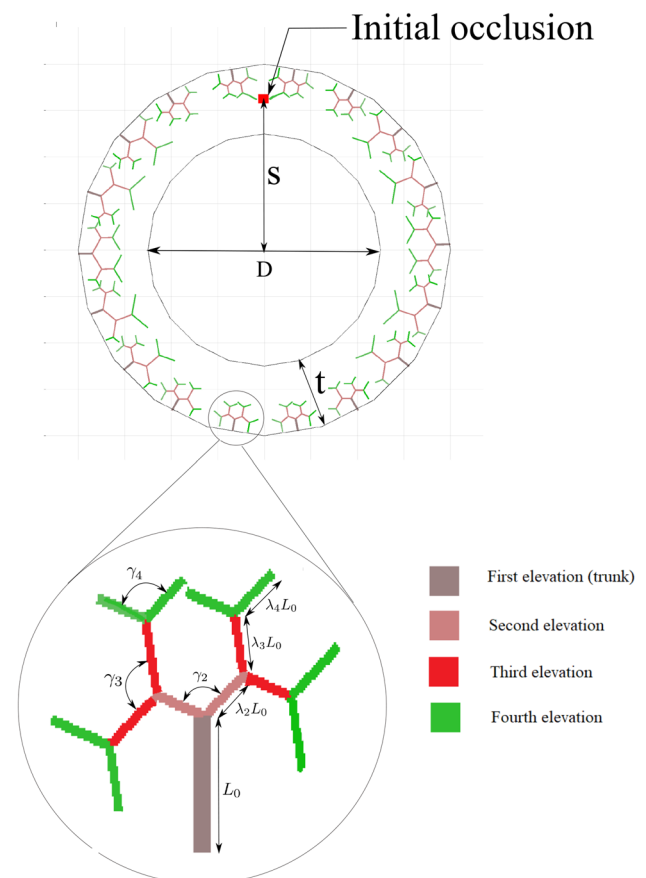 Initial occlusion
S
D
t
γ₄
λ₄L₀
λ₃L₀
γ₃
γ₂
λ₂L₀
L₀
First elevation (trunk)
Second elevation
Third elevation
Fourth elevation